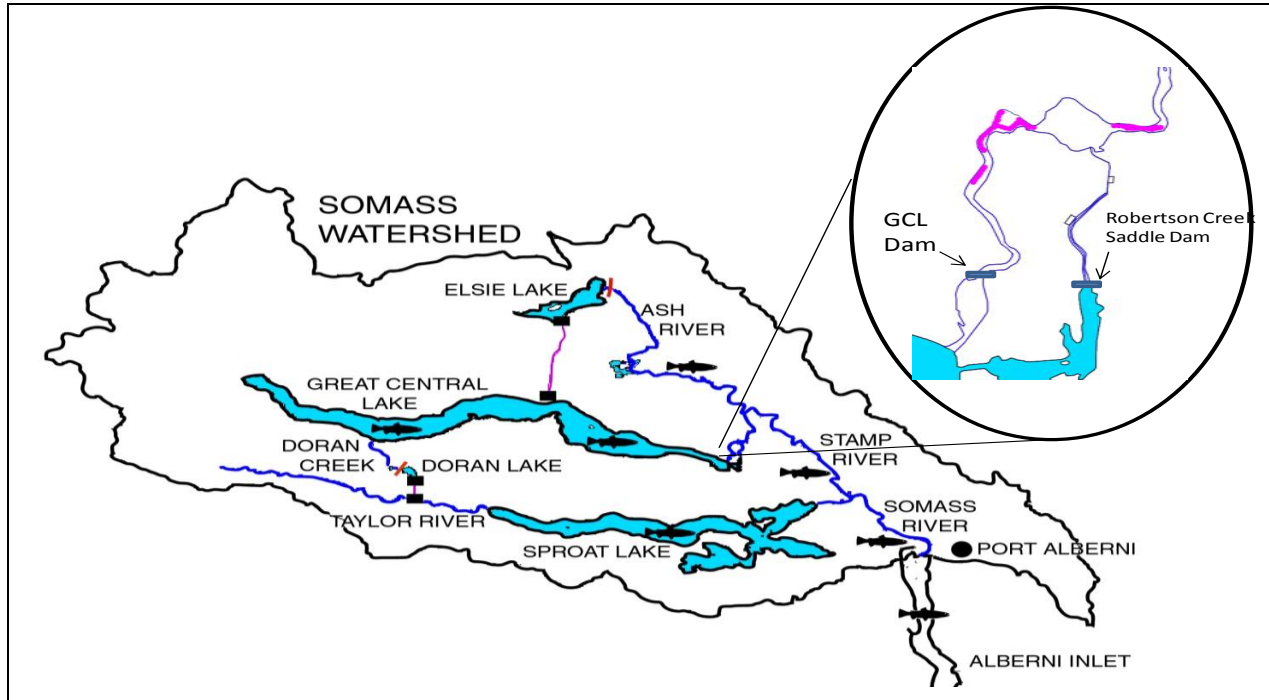 SOMASS
WATERSHED
GCL
Dam
Robertson Creek
Saddle Dam
ELSIE LAKE
ASH
RIVER
GREAT CENTRAL
LAKE
DORAN
CREEK
DORAN LAKE
STAMP
RIVER
TAYLOR RIVER
SOMASS
RIVER
SPROAT LAKE
PORT ALBERNI
ALBERNI INLET